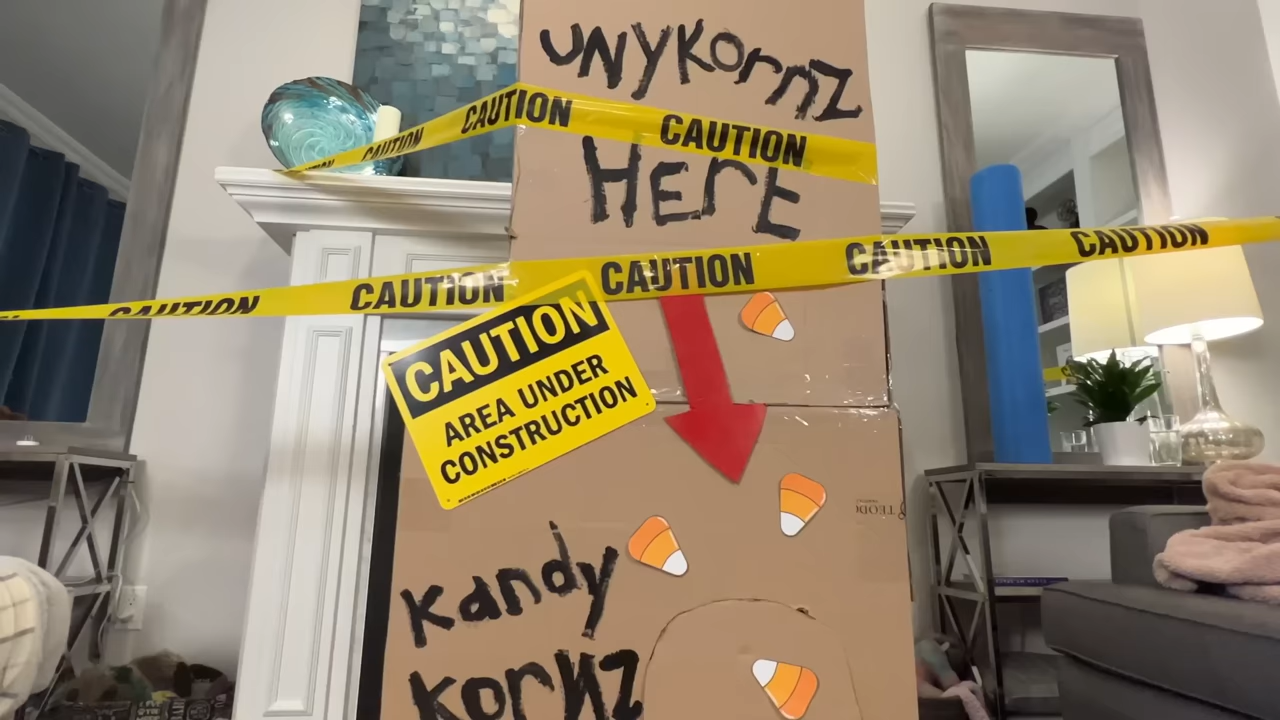 UNYKOrnZ
CAUTION CAUTION CAUTION
HErE
CAUTION CAUTION CAUTION CAUTION CAUTION
CAUTION
AREA UNDER
CONSTRUCTION
Kandy
KorNZ